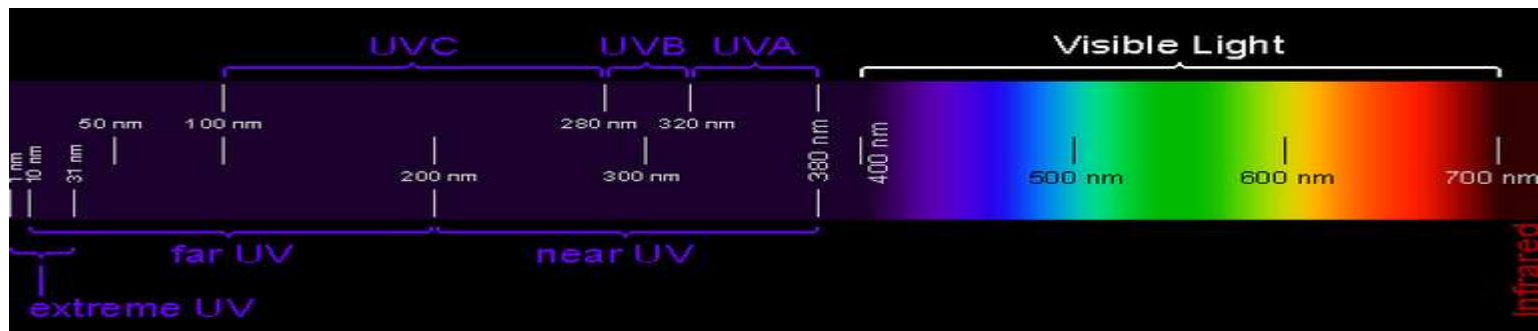 UVC UVB UVA Visible Light
50 nm 100 nm 280 nm 320 nm
1 nm 10 nm 31 nm 200 nm 300 nm 380 nm 400 nm 500 nm 600 nm 700 nm
far UV near UV
extreme UV
Infrared